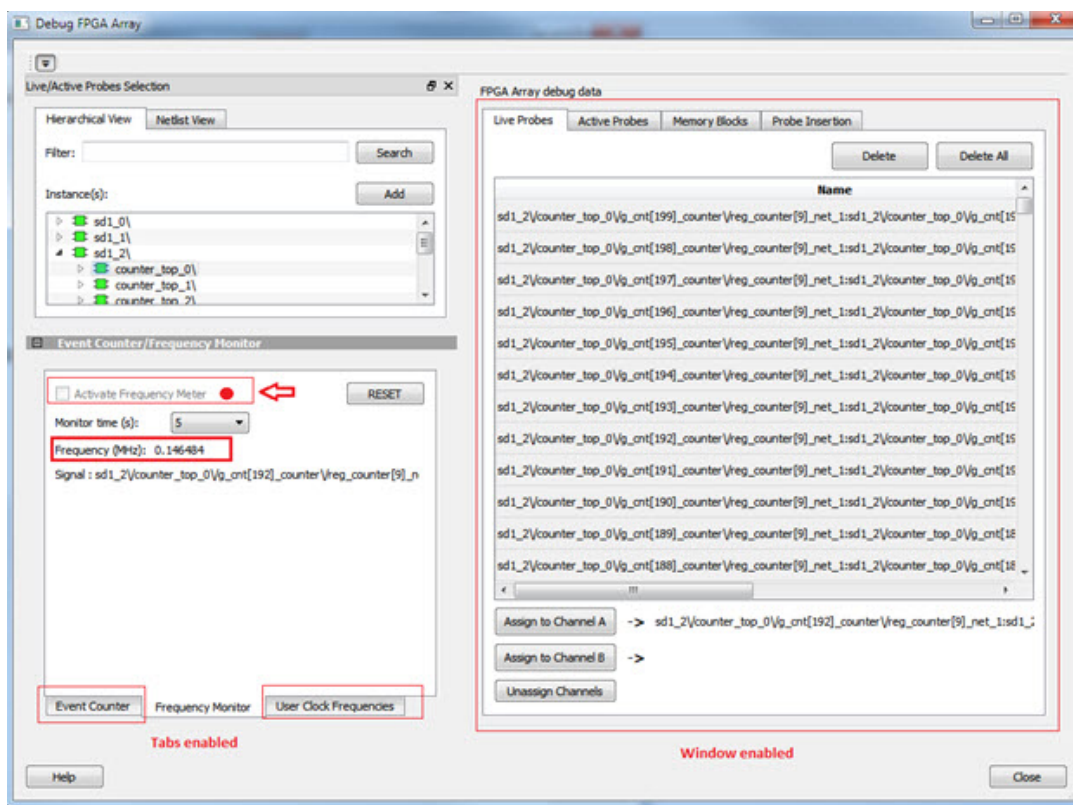 Debug FPGA Array
Live/Active Probes Selection
Hierarchical View Netlist View
Filter: Search
Instance(s): Add
sd1_0\
sd1_1\
sd1_2\
counter_top_0\
counter_top_1\
counter_top_2\
Event Counter/Frequency Monitor
Activate Frequency Meter RESET
Monitor time (s): 5
Frequency (MHz): 0.146484
Signal : sd1_2\/counter_top_0\/g_cnt[192]_counter\/reg_counter[9]_n
Event Counter Frequency Monitor User Clock Frequencies
Tabs enabled
Help
FPGA Array debug data
Live Probes Active Probes Memory Blocks Probe Insertion
Delete Delete All
Name
sd1_2\/counter_top_0\/g_cnt[199]_counter\/reg_counter[9]_net_1:sd1_2\/counter_top_0\/g_cnt[19
sd1_2\/counter_top_0\/g_cnt[198]_counter\/reg_counter[9]_net_1:sd1_2\/counter_top_0\/g_cnt[19
sd1_2\/counter_top_0\/g_cnt[197]_counter\/reg_counter[9]_net_1:sd1_2\/counter_top_0\/g_cnt[19
sd1_2\/counter_top_0\/g_cnt[196]_counter\/reg_counter[9]_net_1:sd1_2\/counter_top_0\/g_cnt[19
sd1_2\/counter_top_0\/g_cnt[195]_counter\/reg_counter[9]_net_1:sd1_2\/counter_top_0\/g_cnt[19
sd1_2\/counter_top_0\/g_cnt[194]_counter\/reg_counter[9]_net_1:sd1_2\/counter_top_0\/g_cnt[19
sd1_2\/counter_top_0\/g_cnt[193]_counter\/reg_counter[9]_net_1:sd1_2\/counter_top_0\/g_cnt[19
sd1_2\/counter_top_0\/g_cnt[192]_counter\/reg_counter[9]_net_1:sd1_2\/counter_top_0\/g_cnt[19
sd1_2\/counter_top_0\/g_cnt[191]_counter\/reg_counter[9]_net_1:sd1_2\/counter_top_0\/g_cnt[19
sd1_2\/counter_top_0\/g_cnt[190]_counter\/reg_counter[9]_net_1:sd1_2\/counter_top_0\/g_cnt[19
sd1_2\/counter_top_0\/g_cnt[189]_counter\/reg_counter[9]_net_1:sd1_2\/counter_top_0\/g_cnt[18
sd1_2\/counter_top_0\/g_cnt[188]_counter\/reg_counter[9]_net_1:sd1_2\/counter_top_0\/g_cnt[18
Assign to Channel A -> sd1_2\/counter_top_0\/g_cnt[192]_counter\/reg_counter[9]_net_1:sd1_2
Assign to Channel B ->
Unassign Channels
Window enabled
Close